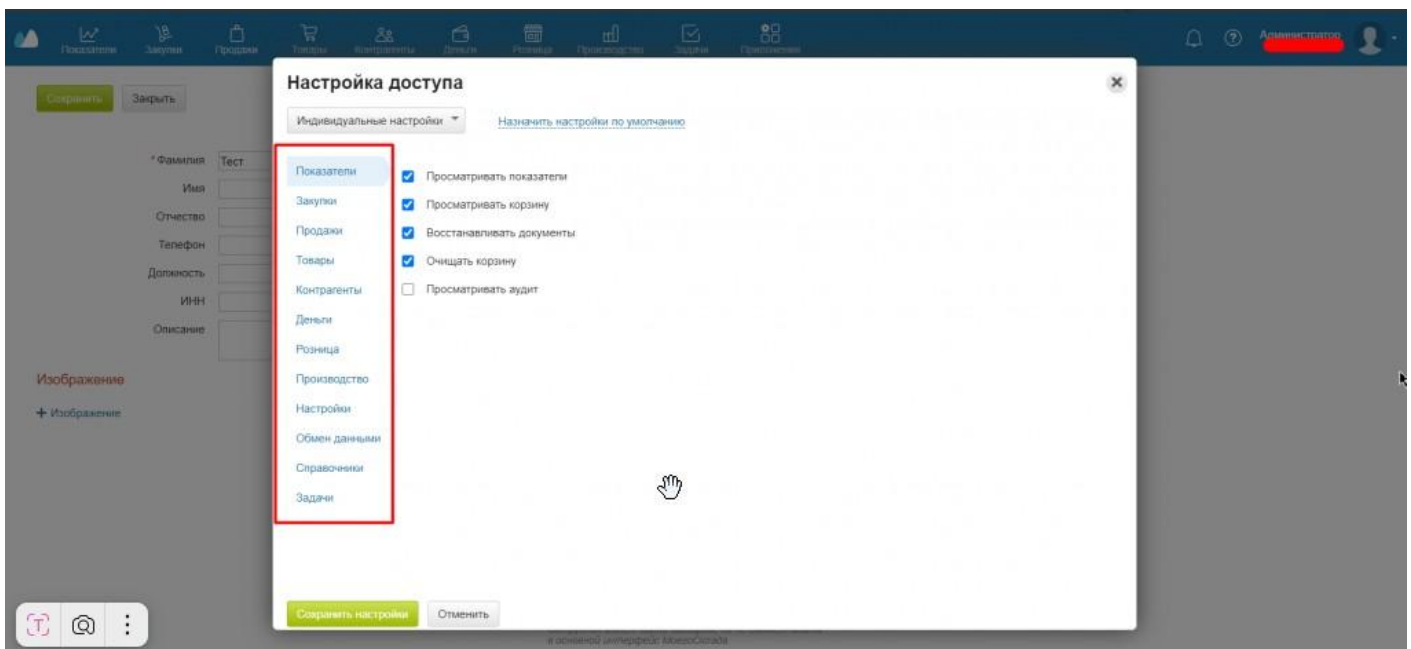 Показатели Закупки Продажи Товары Контрагенты Деньги Розница Производство Задачи Приложения
Администратор
Сохранить Закрыть
Настройка доступа
Индивидуальные настройки Назначить настройки по умолчанию
* Фамилия Тест
Имя
Отчество
Телефон
Должность
ИНН
Описание
Изображение
+ Изображение
Показатели
Закупки
Продажи
Товары
Контрагенты
Деньги
Розница
Производство
Настройки
Обмен данными
Справочники
Задачи
Просматривать показатели
Просматривать корзину
Восстанавливать документы
Очищать корзину
Просматривать аудит
Сохранить настройки Отменить
в основной интерфейс МоегоСклада
T